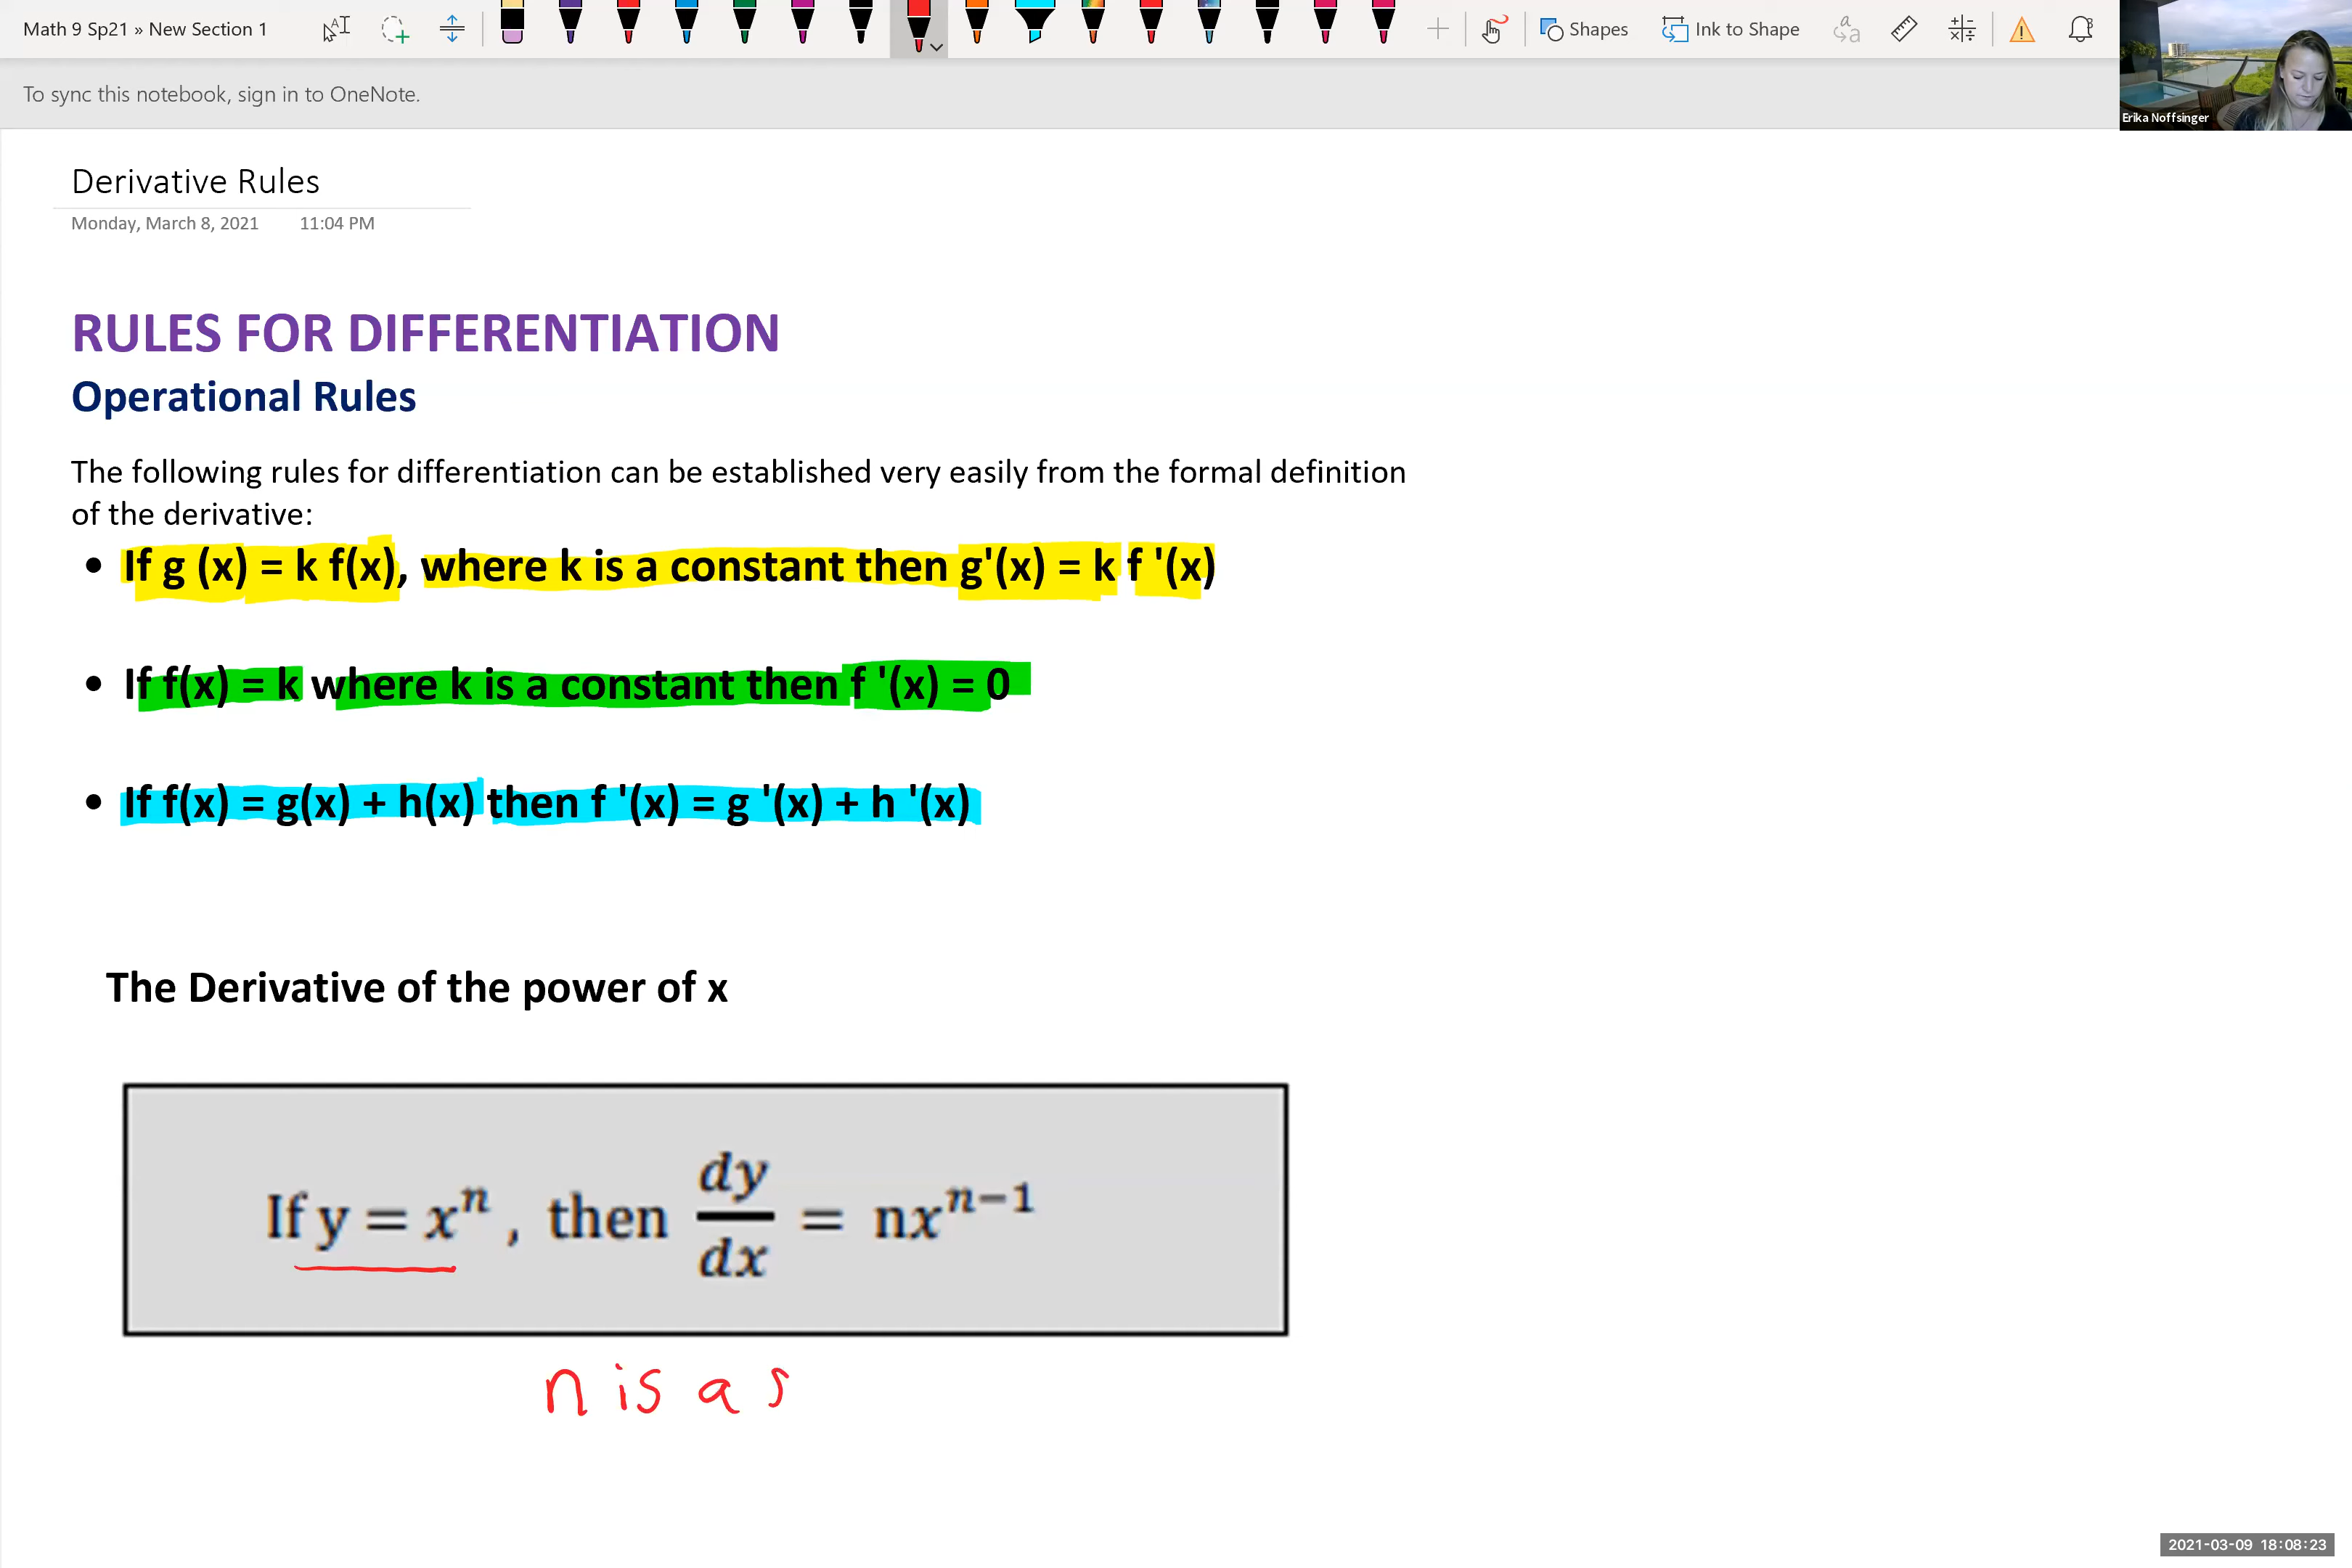 Math 9 Sp21 » New Section 1
Shapes
Ink to Shape
To sync this notebook, sign in to OneNote.
Erika Noffsinger
Derivative Rules
Monday, March 8, 2021 11:04 PM
RULES FOR DIFFERENTIATION
Operational Rules
The following rules for differentiation can be established very easily from the formal definition
of the derivative:
• If g (x) = k f(x), where k is a constant then g'(x) = k f '(x)
• If f(x) = k where k is a constant then f '(x) = 0
• If f(x) = g(x) + h(x) then f '(x) = g '(x) + h '(x)
The Derivative of the power of x
If y = xⁿ , then dy/dx = nxⁿ⁻¹
n is a
2021-03-09 18:08:23